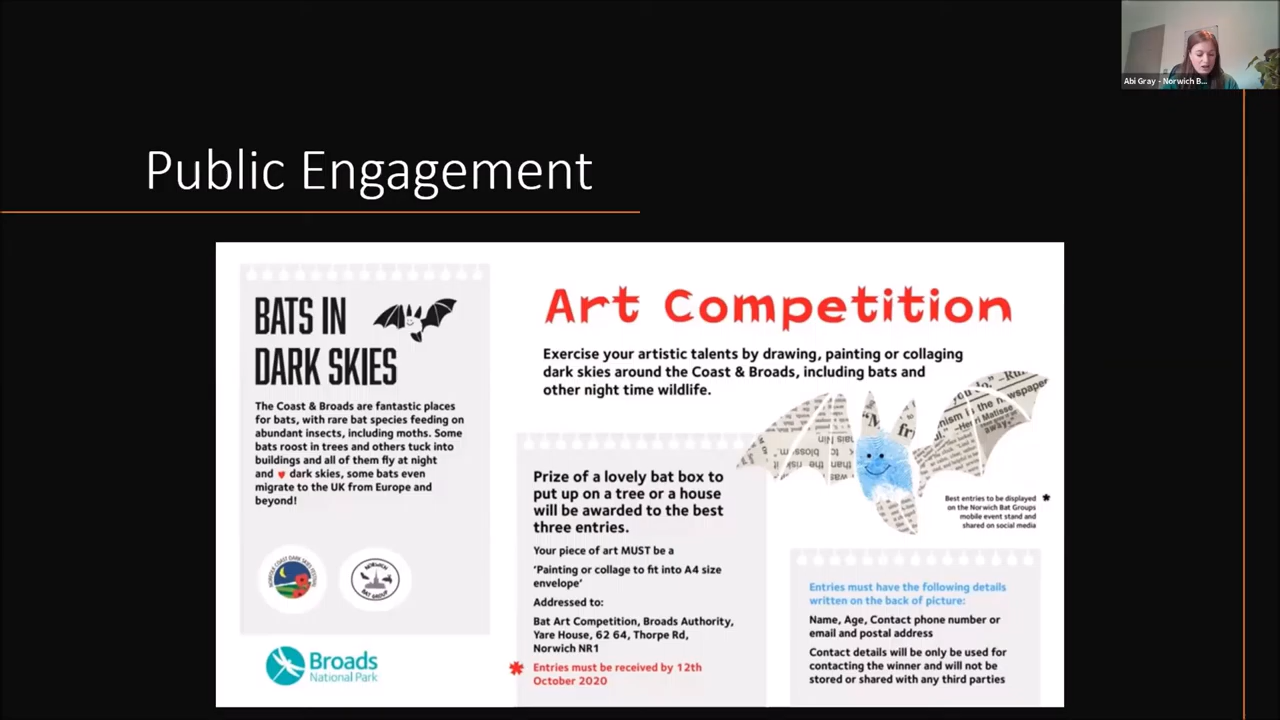 Abi Gray - Norwich B...
Public Engagement
BATS IN
DARK SKIES
The Coast & Broads are fantastic places
for bats, with rare bat species feeding on
abundant insects, including moths. Some
bats roost in trees and others tuck into
buildings and all of them fly at night
and ♥ dark skies, some bats even
migrate to the UK from Europe and
beyond!
NORFOLK COAST DARK SKIES FESTIVAL
NORWICH
BAT GROUP
Broads
National Park
Art Competition
Exercise your artistic talents by drawing, painting or collaging
dark skies around the Coast & Broads, including bats and
other night time wildlife.
Prize of a lovely bat box to
put up on a tree or a house
will be awarded to the best
three entries.
Your piece of art MUST be a
'Painting or collage to fit into A4 size
envelope'
Addressed to:
Bat Art Competition, Broads Authority,
Yare House, 62 64, Thorpe Rd,
Norwich NR1
* Entries must be received by 12th
October 2020
Best entries to be displayed *
on the Norwich Bat Groups
mobile event stand and
shared on social media
Entries must have the following details
written on the back of picture:
Name, Age, Contact phone number or
email and postal address
Contact details will be only be used for
contacting the winner and will not be
stored or shared with any third parties